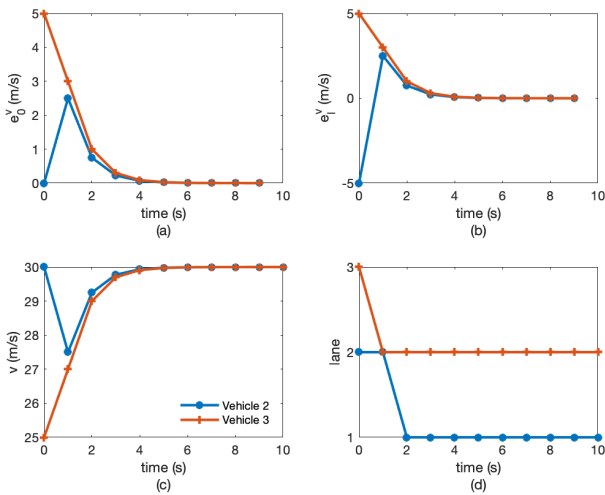 5
4
3
2
1
0
e₀ᵛ (m/s)
0 2 4 6 8 10
time (s)
(a)
5
0
-5
eₗᵛ (m/s)
0 2 4 6 8 10
time (s)
(b)
30
29
28
27
26
25
v (m/s)
Vehicle 2
Vehicle 3
0 2 4 6 8 10
time (s)
(c)
3
2
1
lane
0 2 4 6 8 10
time (s)
(d)